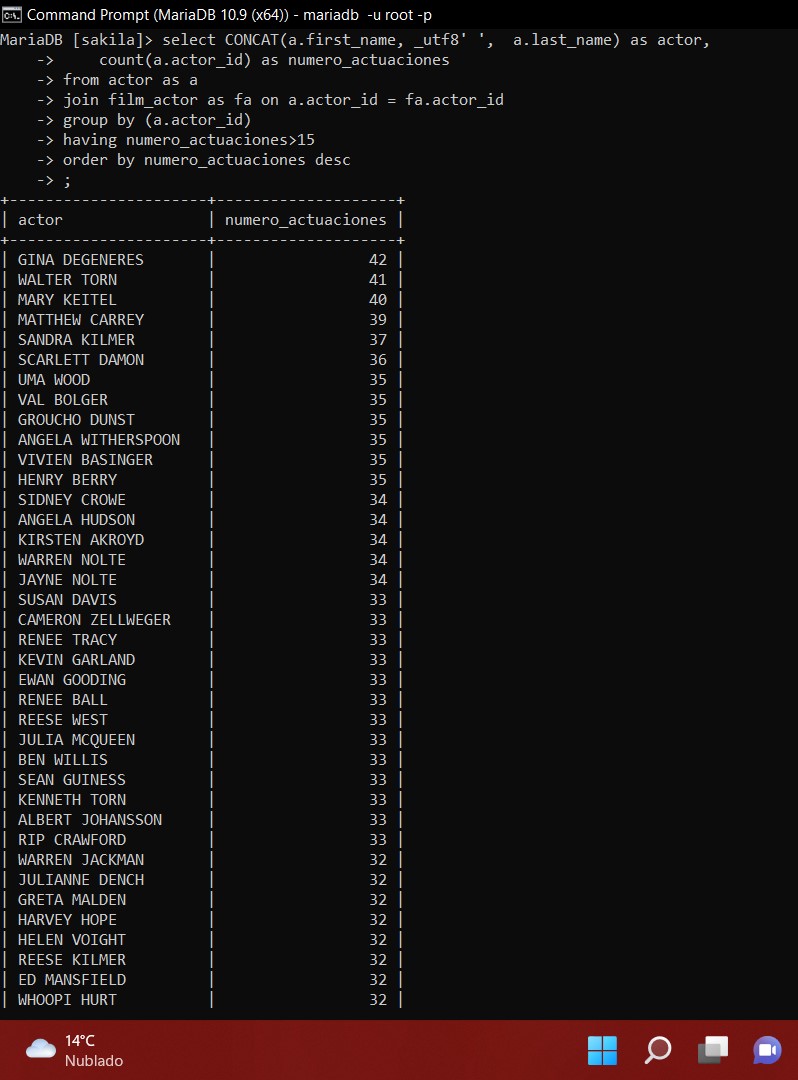 Command Prompt (MariaDB 10.9 (x64)) - mariadb  -u root -p
MariaDB [sakila]> select CONCAT(a.first_name, _utf8' ',  a.last_name) as actor,
    ->     count(a.actor_id) as numero_actuaciones
    -> from actor as a
    -> join film_actor as fa on a.actor_id = fa.actor_id
    -> group by (a.actor_id)
    -> having numero_actuaciones>15
    -> order by numero_actuaciones desc
    -> ;
+----------------------+--------------------+
| actor                | numero_actuaciones |
+----------------------+--------------------+
| GINA DEGENERES       |                 42 |
| WALTER TORN          |                 41 |
| MARY KEITEL          |                 40 |
| MATTHEW CARREY       |                 39 |
| SANDRA KILMER        |                 37 |
| SCARLETT DAMON       |                 36 |
| UMA WOOD             |                 35 |
| VAL BOLGER           |                 35 |
| GROUCHO DUNST        |                 35 |
| ANGELA WITHERSPOON   |                 35 |
| VIVIEN BASINGER      |                 35 |
| HENRY BERRY          |                 35 |
| SIDNEY CROWE         |                 34 |
| ANGELA HUDSON        |                 34 |
| KIRSTEN AKROYD       |                 34 |
| WARREN NOLTE         |                 34 |
| JAYNE NOLTE          |                 34 |
| SUSAN DAVIS          |                 33 |
| CAMERON ZELLWEGER    |                 33 |
| RENEE TRACY          |                 33 |
| KEVIN GARLAND        |                 33 |
| EWAN GOODING         |                 33 |
| RENEE BALL           |                 33 |
| REESE WEST           |                 33 |
| JULIA MCQUEEN        |                 33 |
| BEN WILLIS           |                 33 |
| SEAN GUINESS         |                 33 |
| KENNETH TORN         |                 33 |
| ALBERT JOHANSSON     |                 33 |
| RIP CRAWFORD         |                 33 |
| WARREN JACKMAN       |                 32 |
| JULIANNE DENCH       |                 32 |
| GRETA MALDEN         |                 32 |
| HARVEY HOPE          |                 32 |
| HELEN VOIGHT         |                 32 |
| REESE KILMER         |                 32 |
| ED MANSFIELD         |                 32 |
| WHOOPI HURT          |                 32 |
14°C
Nublado